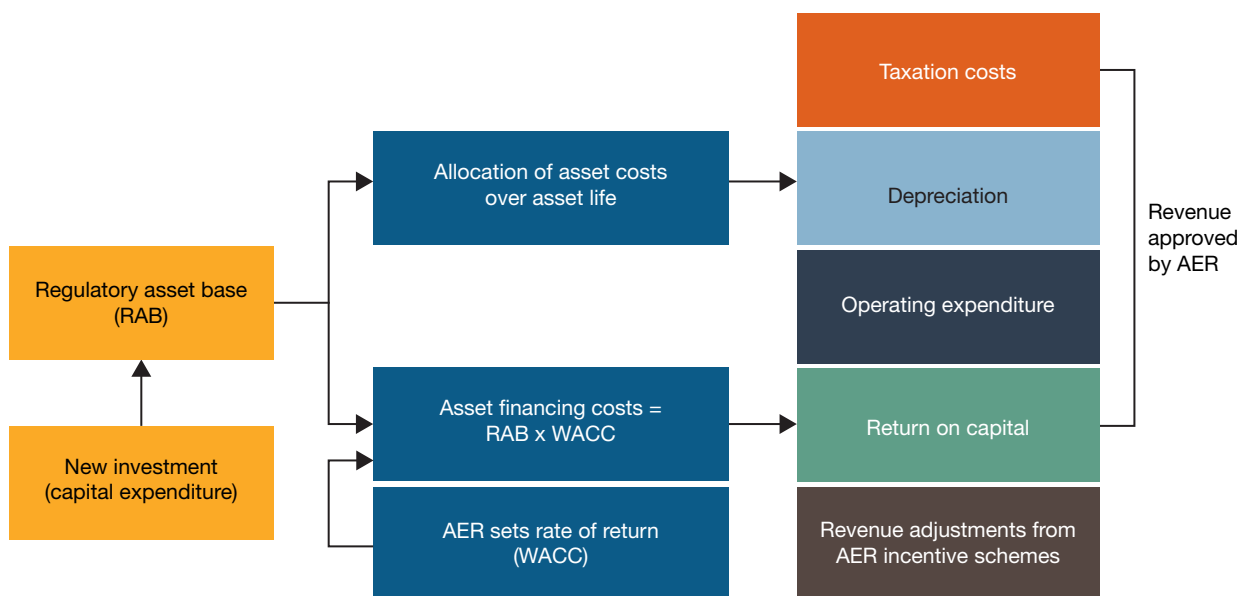 Regulatory asset base
(RAB)
New investment
(capital expenditure)
Allocation of asset costs
over asset life
Asset financing costs =
RAB x WACC
AER sets rate of return
(WACC)
Taxation costs
Depreciation
Operating expenditure
Return on capital
Revenue adjustments from
AER incentive schemes
Revenue
approved
by AER